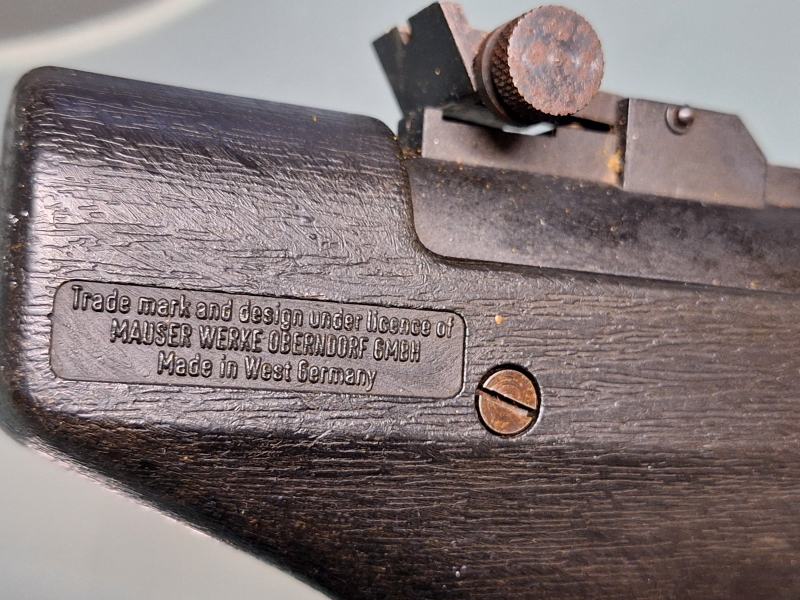 Trade mark and design under licence of
MAUSER WERKE OBERNDORF GMBH
Made in West Germany